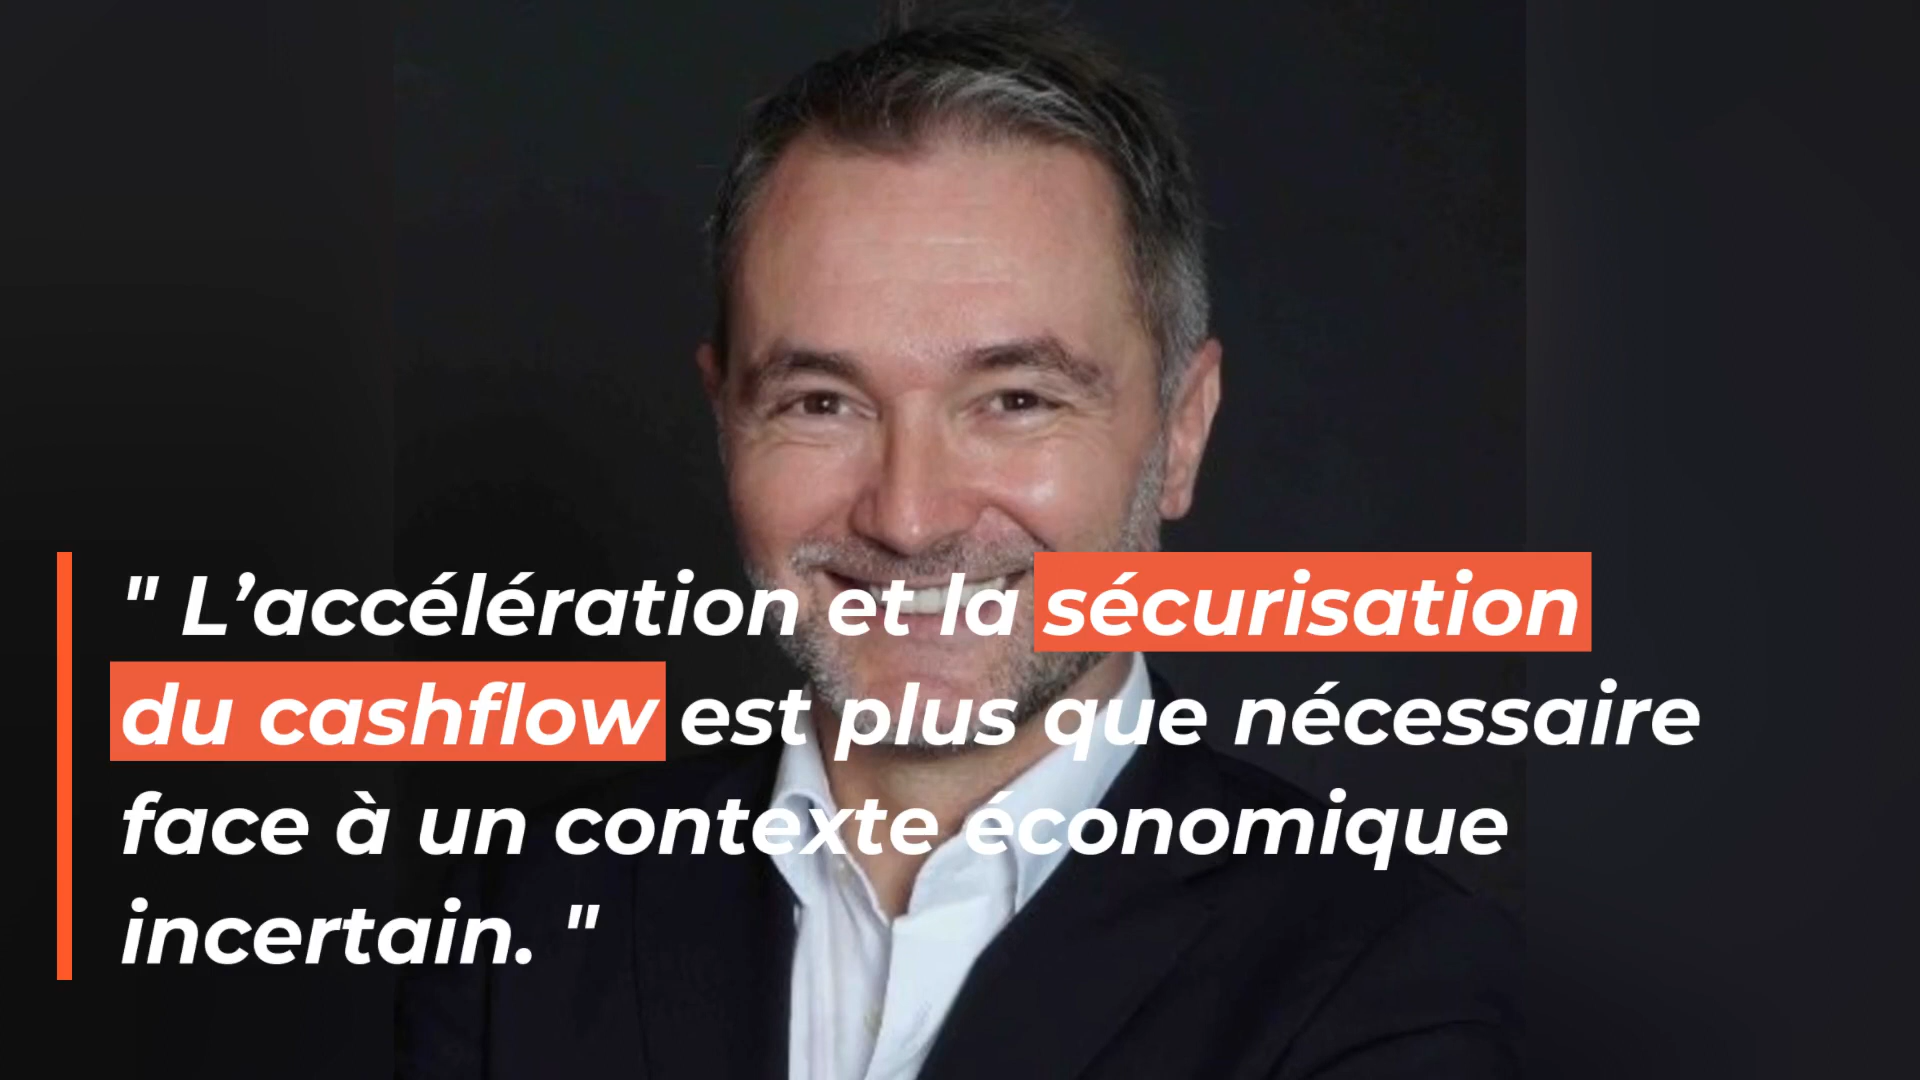 " L’accélération et la sécurisation
du cashflow est plus que nécessaire
face à un contexte économique
incertain. "